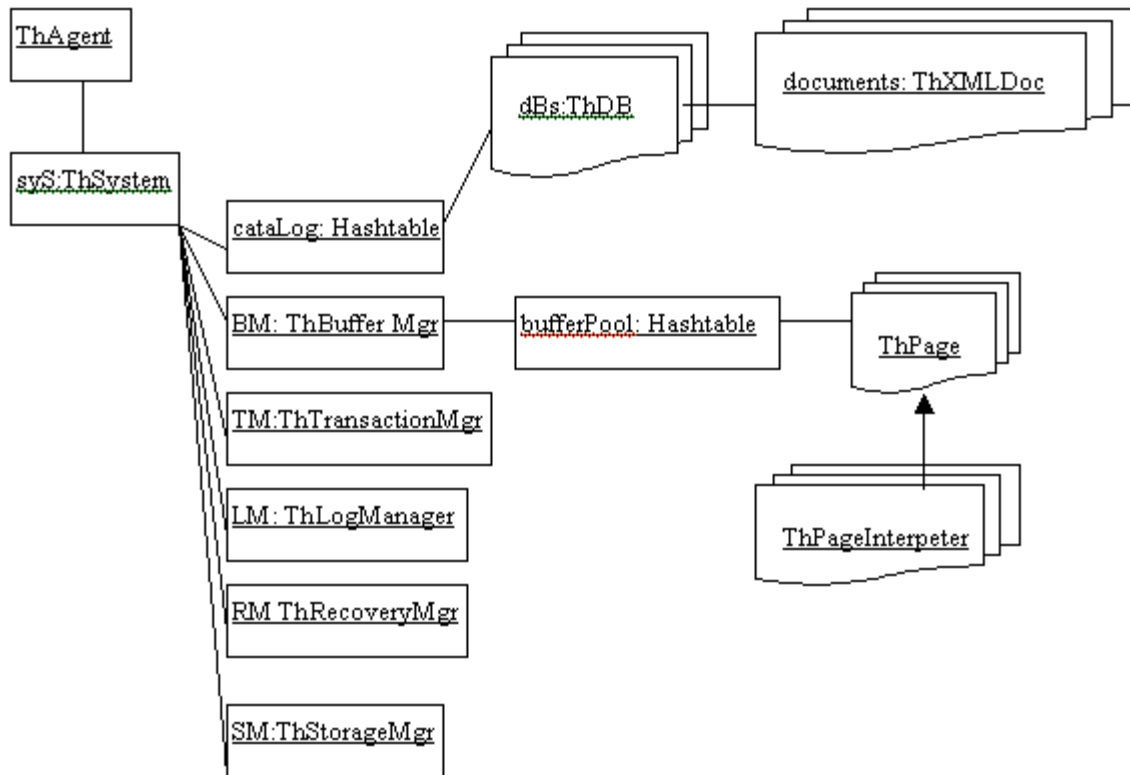 ThAgent
syS:ThSystem
dBs:ThDB
documents: ThXMLDoc
cataLog: Hashtable
BM: ThBuffer Mgr
bufferPool: Hashtable
ThPage
TM:ThTransactionMgr
LM: ThLogManager
ThPageInterpeter
RM ThRecoveryMgr
SM:ThStorageMgr